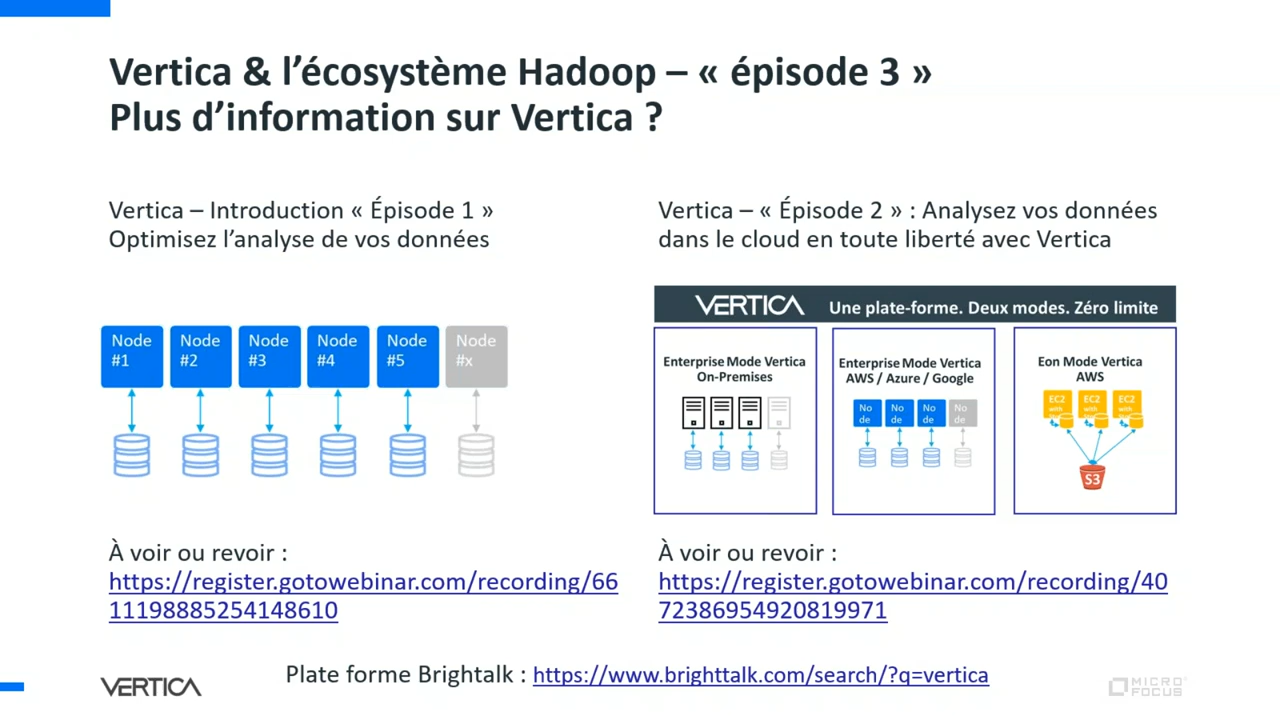 Vertica & l’écosystème Hadoop – « épisode 3 »
Plus d’information sur Vertica ?
Vertica – Introduction « Épisode 1 »
Optimisez l’analyse de vos données
Node
#1
Node
#2
Node
#3
Node
#4
Node
#5
Node
#x
À voir ou revoir :
https://register.gotowebinar.com/recording/66
11198885254148610
Vertica – « Épisode 2 » : Analysez vos données
dans le cloud en toute liberté avec Vertica
VERTICA Une plate-forme. Deux modes. Zéro limite
Enterprise Mode Vertica
On-Premises
Enterprise Mode Vertica
AWS / Azure / Google
No
de
No
de
No
de
No
de
Eon Mode Vertica
AWS
EC2
with
EC2
with
EC2
with
S3
À voir ou revoir :
https://register.gotowebinar.com/recording/40
72386954920819971
Plate forme Brightalk : https://www.brighttalk.com/search/?q=vertica
VERTICA
MICRO
FOCUS